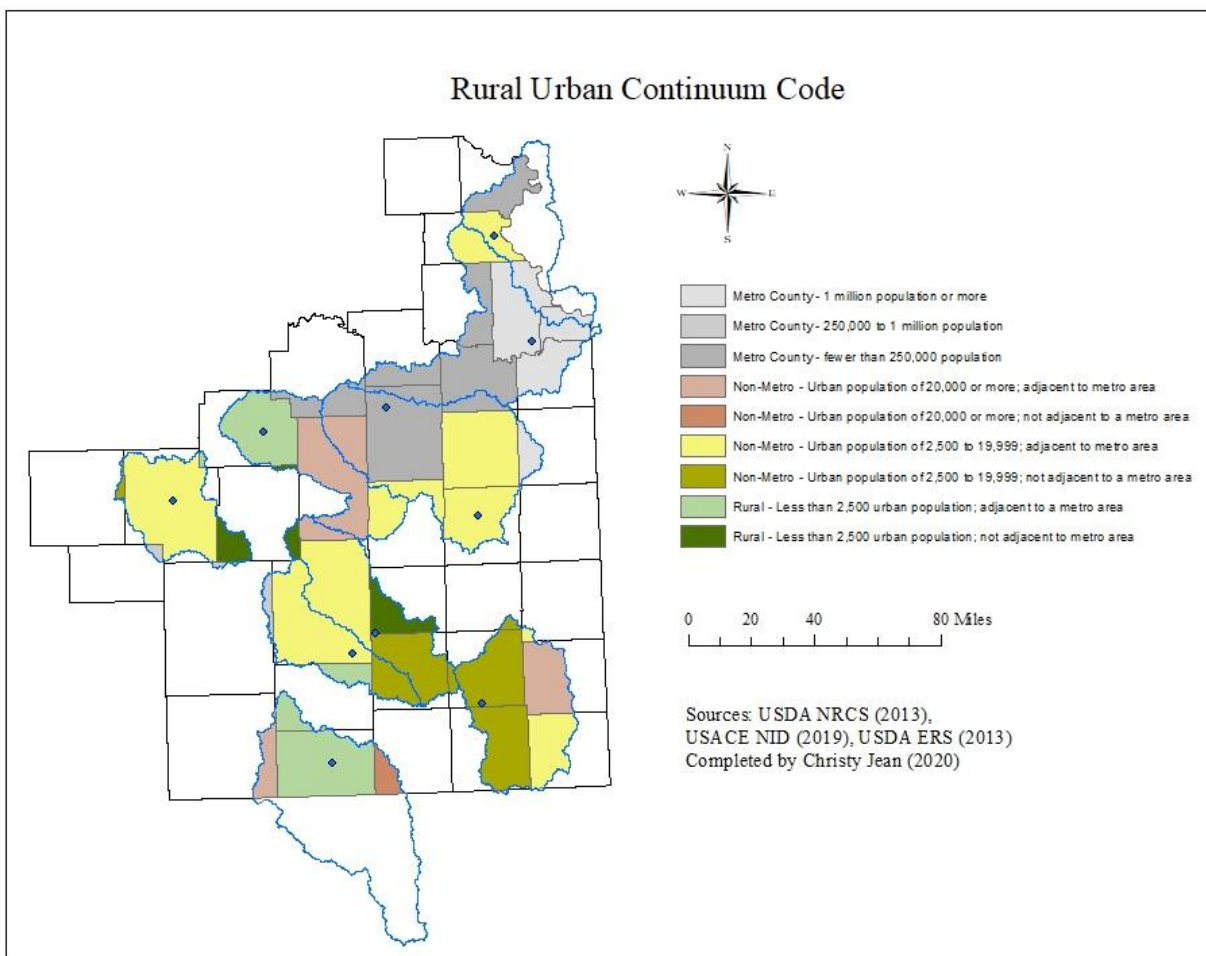 Rural Urban Continuum Code
N
W E
S
Metro County- 1 million population or more
Metro County- 250,000 to 1 million population
Metro County- fewer than 250,000 population
Non-Metro - Urban population of 20,000 or more; adjacent to metro area
Non-Metro - Urban population of 20,000 or more; not adjacent to a metro area
Non-Metro - Urban population of 2,500 to 19,999; adjacent to metro area
Non-Metro - Urban population of 2,500 to 19,999; not adjacent to a metro area
Rural - Less than 2,500 urban population; adjacent to a metro area
Rural - Less than 2,500 urban population; not adjacent to metro area
0 20 40 80 Miles
Sources: USDA NRCS (2013),
USACE NID (2019), USDA ERS (2013)
Completed by Christy Jean (2020)